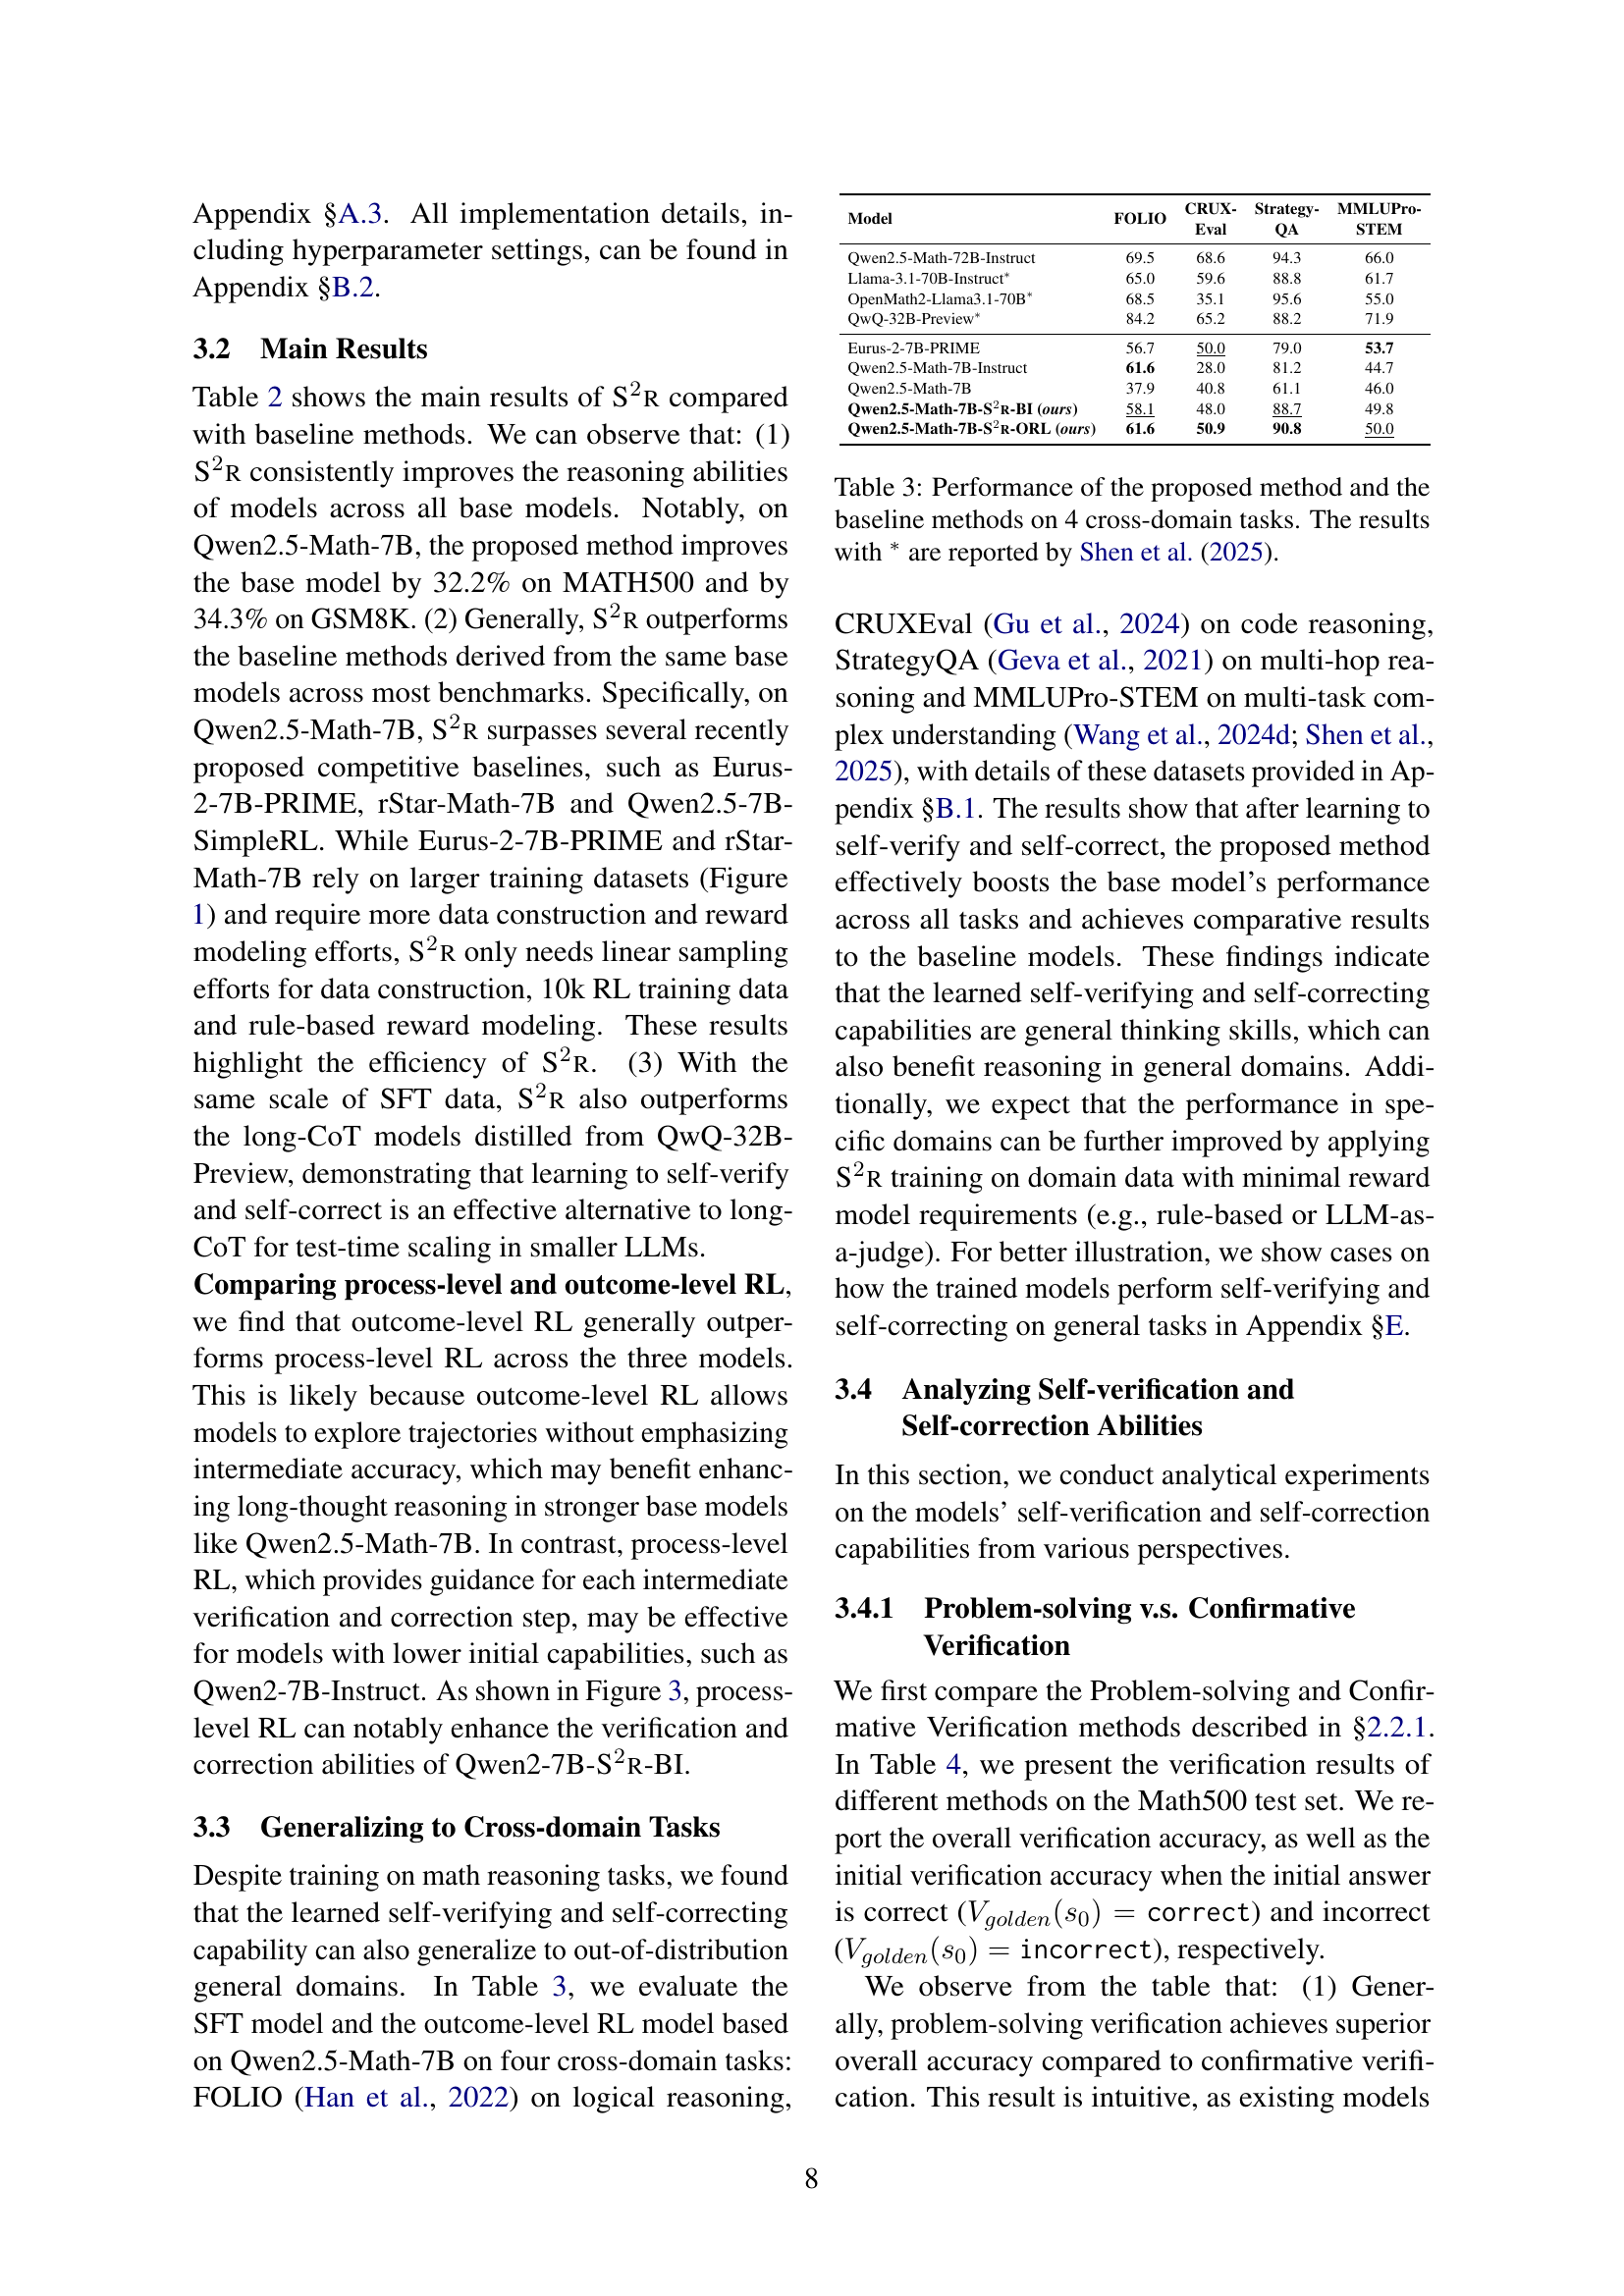 Appendix §A.3. All implementation details, in-
cluding hyperparameter settings, can be found in
Appendix §B.2.
3.2 Main Results
Table 2 shows the main results of S²R compared
with baseline methods. We can observe that: (1)
S²R consistently improves the reasoning abilities
of models across all base models. Notably, on
Qwen2.5-Math-7B, the proposed method improves
the base model by 32.2% on MATH500 and by
34.3% on GSM8K. (2) Generally, S²R outperforms
the baseline methods derived from the same base
models across most benchmarks. Specifically, on
Qwen2.5-Math-7B, S²R surpasses several recently
proposed competitive baselines, such as Eurus-
2-7B-PRIME, rStar-Math-7B and Qwen2.5-7B-
SimpleRL. While Eurus-2-7B-PRIME and rStar-
Math-7B rely on larger training datasets (Figure
1) and require more data construction and reward
modeling efforts, S²R only needs linear sampling
efforts for data construction, 10k RL training data
and rule-based reward modeling. These results
highlight the efficiency of S²R. (3) With the
same scale of SFT data, S²R also outperforms
the long-CoT models distilled from QwQ-32B-
Preview, demonstrating that learning to self-verify
and self-correct is an effective alternative to long-
CoT for test-time scaling in smaller LLMs.
Comparing process-level and outcome-level RL,
we find that outcome-level RL generally outper-
forms process-level RL across the three models.
This is likely because outcome-level RL allows
models to explore trajectories without emphasizing
intermediate accuracy, which may benefit enhanc-
ing long-thought reasoning in stronger base models
like Qwen2.5-Math-7B. In contrast, process-level
RL, which provides guidance for each intermediate
verification and correction step, may be effective
for models with lower initial capabilities, such as
Qwen2-7B-Instruct. As shown in Figure 3, process-
level RL can notably enhance the verification and
correction abilities of Qwen2-7B-S²R-BI.
3.3 Generalizing to Cross-domain Tasks
Despite training on math reasoning tasks, we found
that the learned self-verifying and self-correcting
capability can also generalize to out-of-distribution
general domains. In Table 3, we evaluate the
SFT model and the outcome-level RL model based
on Qwen2.5-Math-7B on four cross-domain tasks:
FOLIO (Han et al., 2022) on logical reasoning,
Model FOLIO CRUX-Eval Strategy-QA MMLUPro-STEM
Qwen2.5-Math-72B-Instruct 69.5 68.6 94.3 66.0
Llama-3.1-70B-Instruct* 65.0 59.6 88.8 61.7
OpenMath2-Llama3.1-70B* 68.5 35.1 95.6 55.0
QwQ-32B-Preview* 84.2 65.2 88.2 71.9
Eurus-2-7B-PRIME 56.7 50.0 79.0 53.7
Qwen2.5-Math-7B-Instruct 61.6 28.0 81.2 44.7
Qwen2.5-Math-7B 37.9 40.8 61.1 46.0
Qwen2.5-Math-7B-S²R-BI (ours) 58.1 48.0 88.7 49.8
Qwen2.5-Math-7B-S²R-ORL (ours) 61.6 50.9 90.8 50.0
Table 3: Performance of the proposed method and the
baseline methods on 4 cross-domain tasks. The results
with * are reported by Shen et al. (2025).
CRUXEval (Gu et al., 2024) on code reasoning,
StrategyQA (Geva et al., 2021) on multi-hop rea-
soning and MMLUPro-STEM on multi-task com-
plex understanding (Wang et al., 2024d; Shen et al.,
2025), with details of these datasets provided in Ap-
pendix §B.1. The results show that after learning to
self-verify and self-correct, the proposed method
effectively boosts the base model's performance
across all tasks and achieves comparative results
to the baseline models. These findings indicate
that the learned self-verifying and self-correcting
capabilities are general thinking skills, which can
also benefit reasoning in general domains. Addi-
tionally, we expect that the performance in spe-
cific domains can be further improved by applying
S²R training on domain data with minimal reward
model requirements (e.g., rule-based or LLM-as-
a-judge). For better illustration, we show cases on
how the trained models perform self-verifying and
self-correcting on general tasks in Appendix §E.
3.4 Analyzing Self-verification and
Self-correction Abilities
In this section, we conduct analytical experiments
on the models' self-verification and self-correction
capabilities from various perspectives.
3.4.1 Problem-solving v.s. Confirmative
Verification
We first compare the Problem-solving and Confir-
mative Verification methods described in §2.2.1.
In Table 4, we present the verification results of
different methods on the Math500 test set. We re-
port the overall verification accuracy, as well as the
initial verification accuracy when the initial answer
is correct (V_golden(s_0) = correct) and incorrect
(V_golden(s_0) = incorrect), respectively.
We observe from the table that: (1) Gener-
ally, problem-solving verification achieves superior
overall accuracy compared to confirmative verifi-
cation. This result is intuitive, as existing models
8